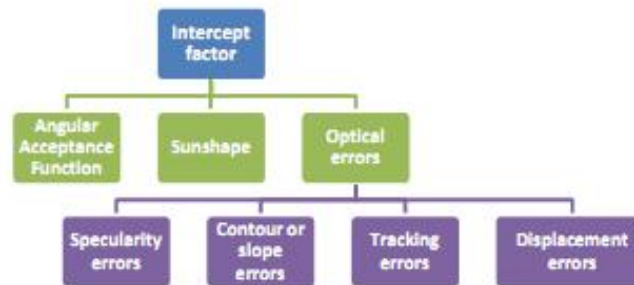 Intercept
factor
Angular
Acceptance
Function
Sunshape
Optical
errors
Specularity
errors
Contour or
slope
errors
Tracking
errors
Displacement
errors